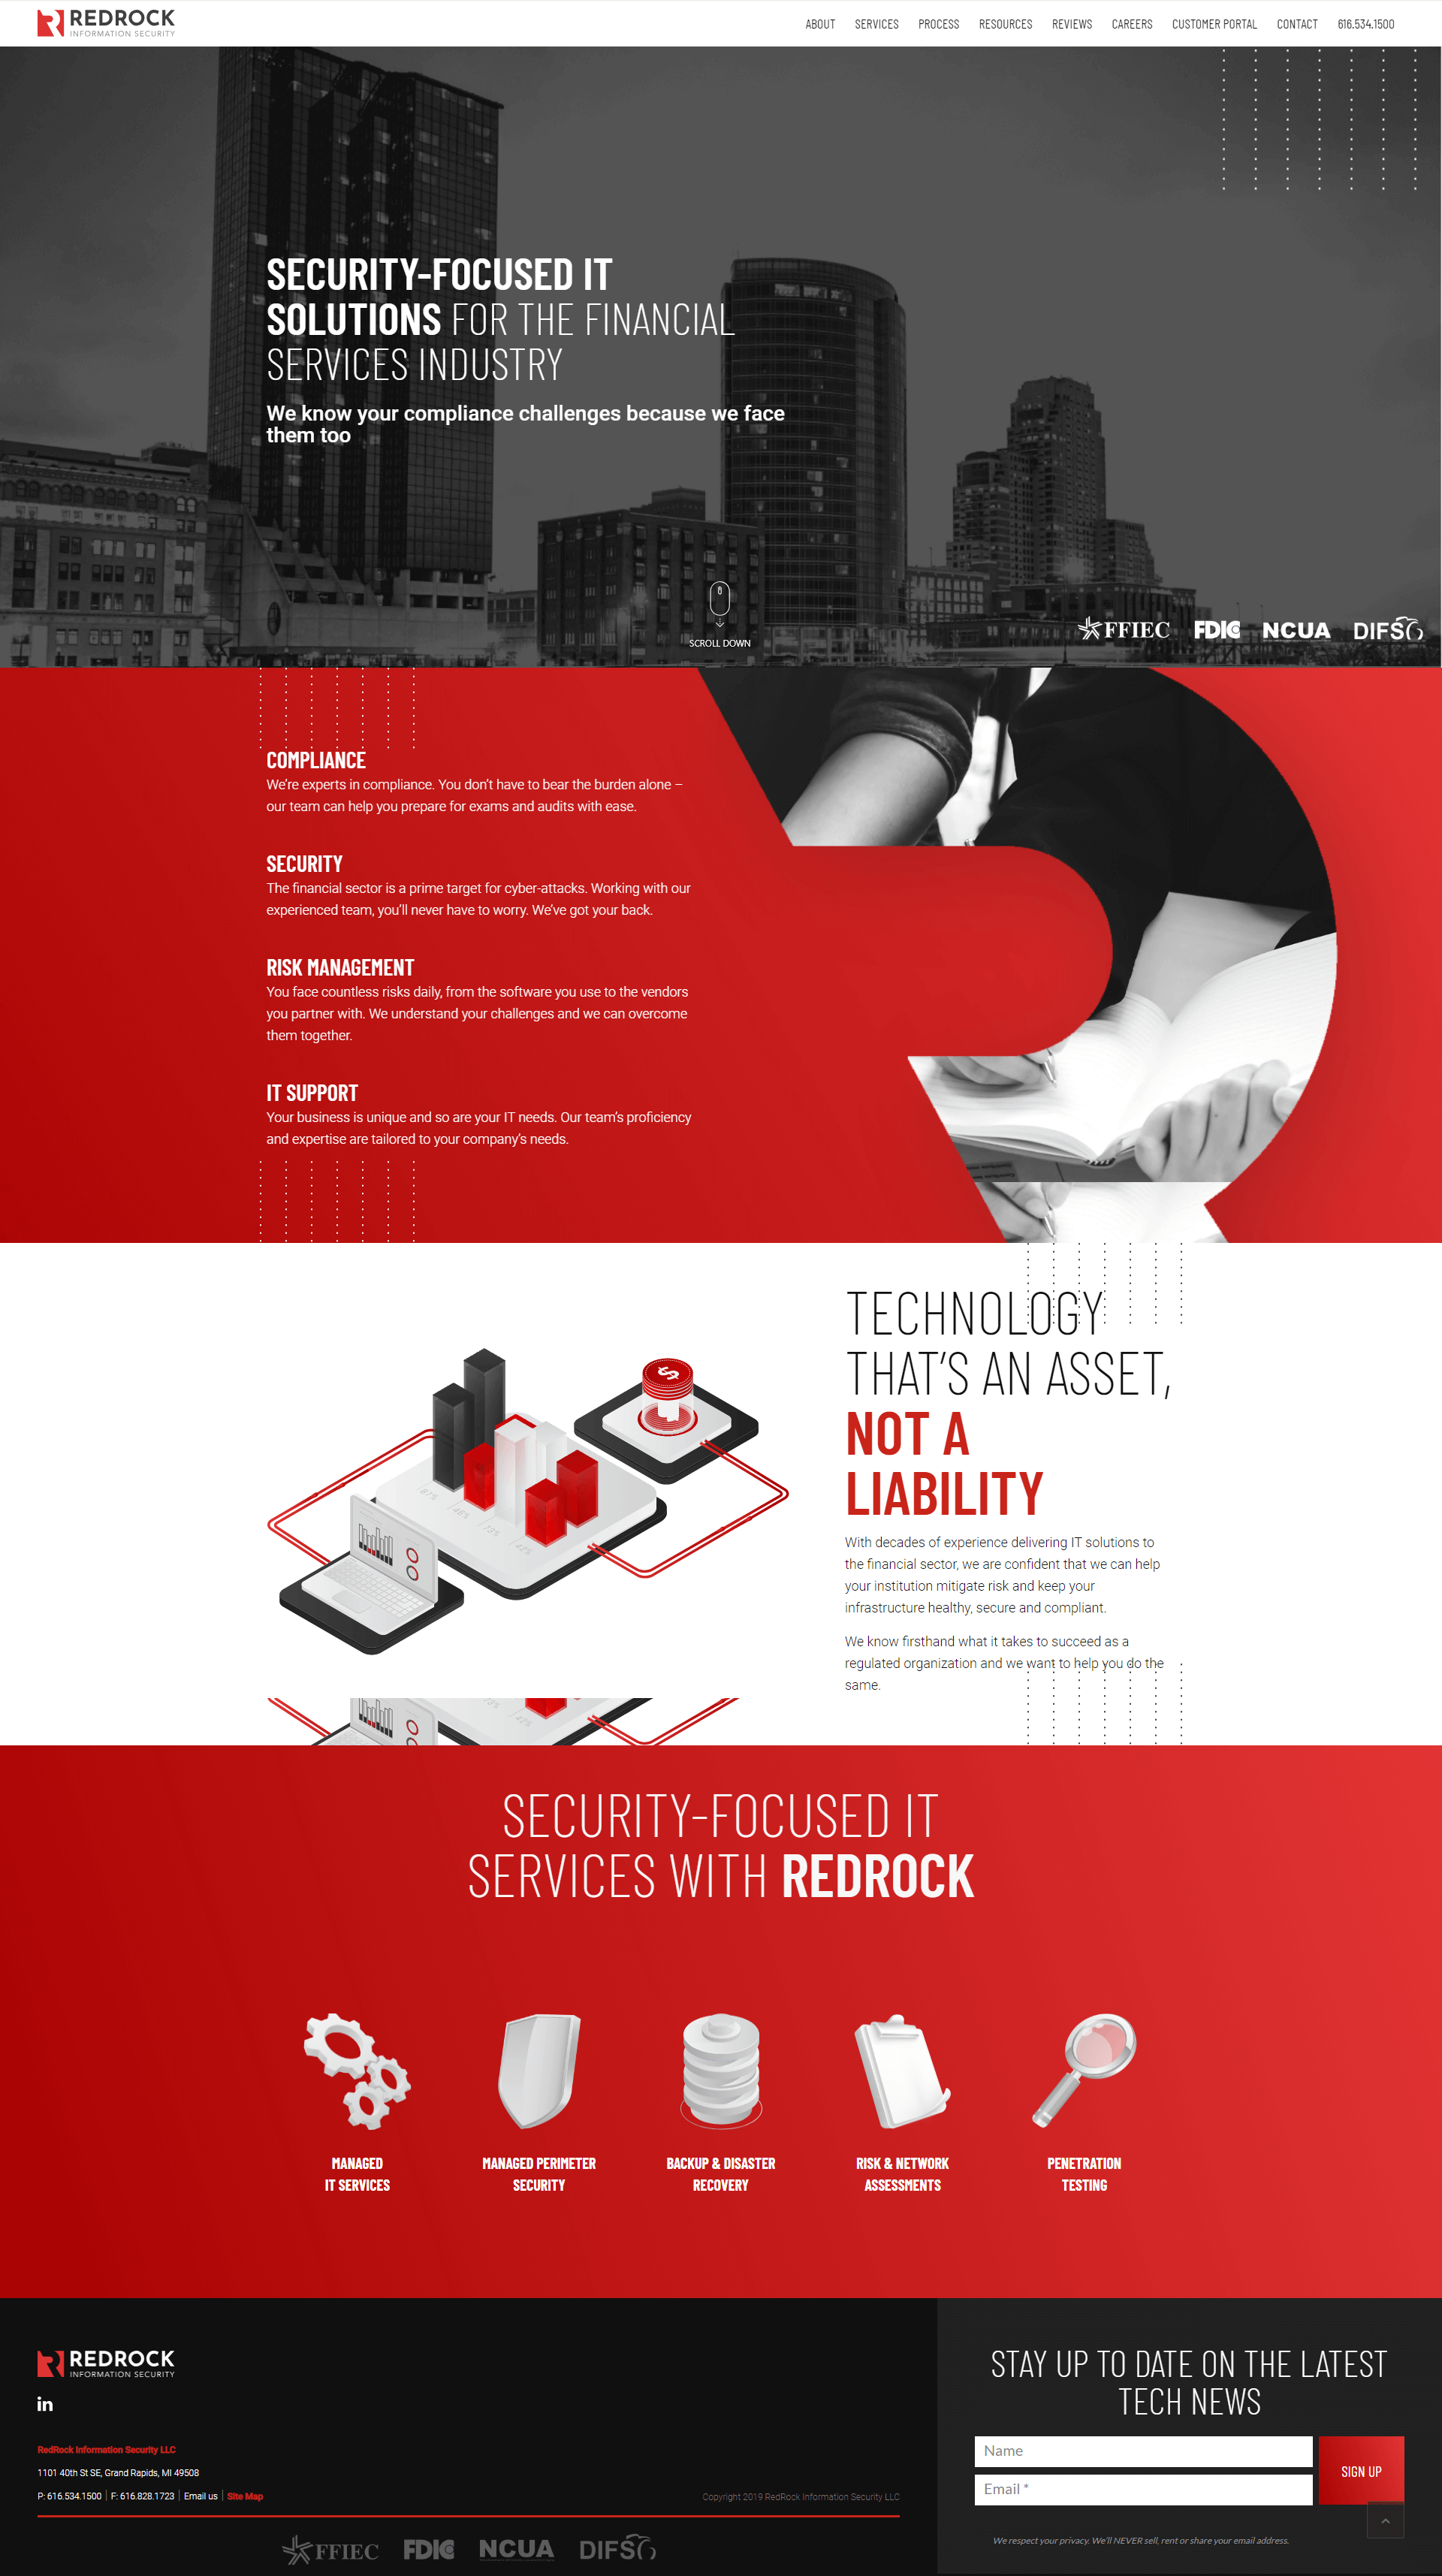 REDROCK
INFORMATION SECURITY
ABOUT SERVICES PROCESS RESOURCES REVIEWS CAREERS CUSTOMER PORTAL CONTACT 616.534.1500
SECURITY-FOCUSED IT
SOLUTIONS FOR THE FINANCIAL
SERVICES INDUSTRY
We know your compliance challenges because we face
them too
SCROLL DOWN
FFIEC FDIC NCUA DIFS
COMPLIANCE
We're experts in compliance. You don't have to bear the burden alone –
our team can help you prepare for exams and audits with ease.
SECURITY
The financial sector is a prime target for cyber-attacks. Working with our
experienced team, you'll never have to worry. We've got your back.
RISK MANAGEMENT
You face countless risks daily, from the software you use to the vendors
you partner with. We understand your challenges and we can overcome
them together.
IT SUPPORT
Your business is unique and so are your IT needs. Our team's proficiency
and expertise are tailored to your company's needs.
TECHNOLOGY
THAT'S AN ASSET,
NOT A
LIABILITY
With decades of experience delivering IT solutions to
the financial sector, we are confident that we can help
your institution mitigate risk and keep your
infrastructure healthy, secure and compliant.
We know firsthand what it takes to succeed as a
regulated organization and we want to help you do the
same.
SECURITY-FOCUSED IT
SERVICES WITH REDROCK
MANAGED
IT SERVICES
MANAGED PERIMETER
SECURITY
BACKUP & DISASTER
RECOVERY
RISK & NETWORK
ASSESSMENTS
PENETRATION
TESTING
REDROCK
INFORMATION SECURITY
in
RedRock Information Security LLC
1101 40th St SE, Grand Rapids, MI 49508
P: 616.534.1500 | F: 616.828.1723 | Email us | Site Map
Copyright 2019 RedRock Information Security LLC
FFIEC FDIC NCUA DIFS
STAY UP TO DATE ON THE LATEST
TECH NEWS
Name
Email *
SIGN UP
We respect your privacy. We'll NEVER sell, rent or share your email address.